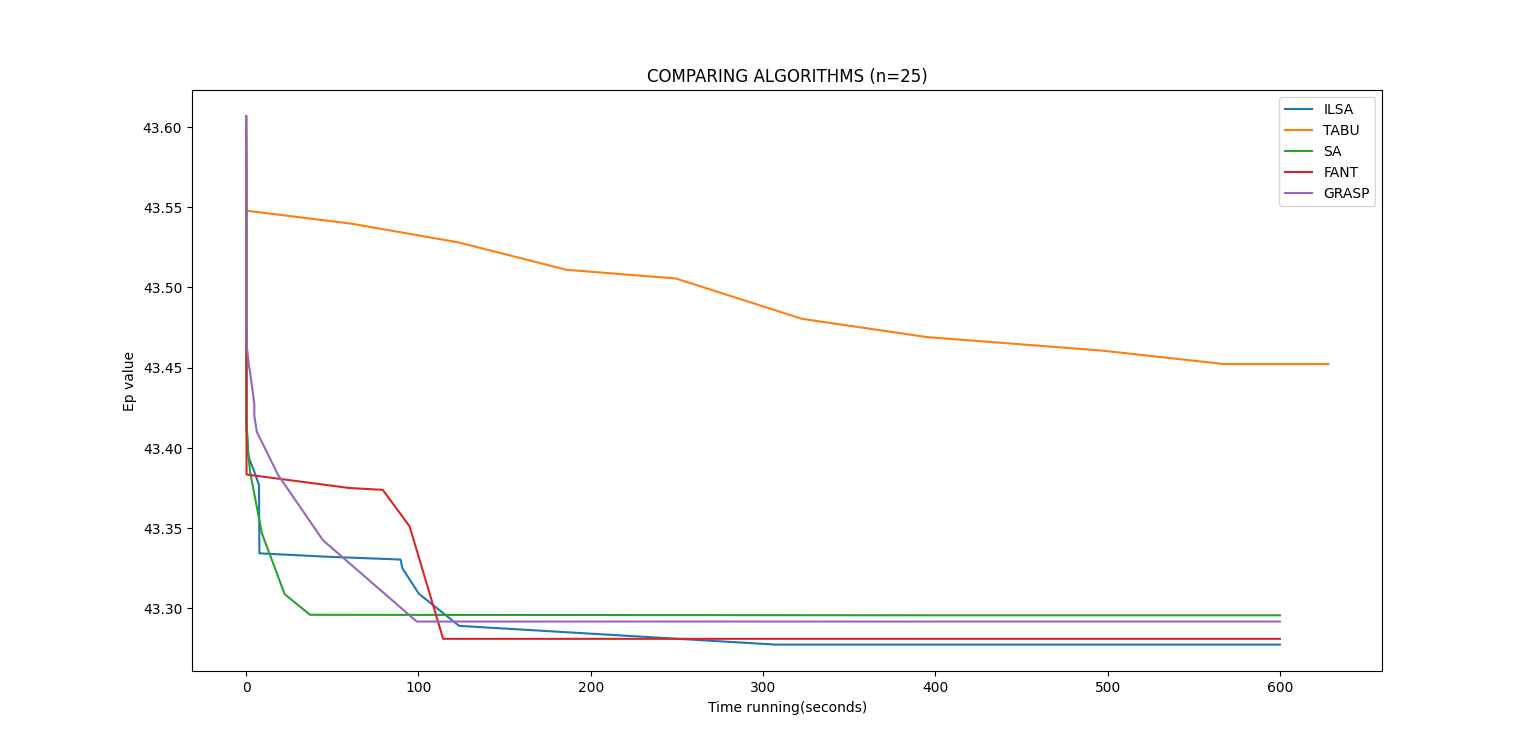 COMPARING ALGORITHMS (n=25)
ILSA
TABU
SA
FANT
GRASP
43.60
43.55
43.50
43.45
43.40
43.35
43.30
Ep value
0 100 200 300 400 500 600
Time running(seconds)